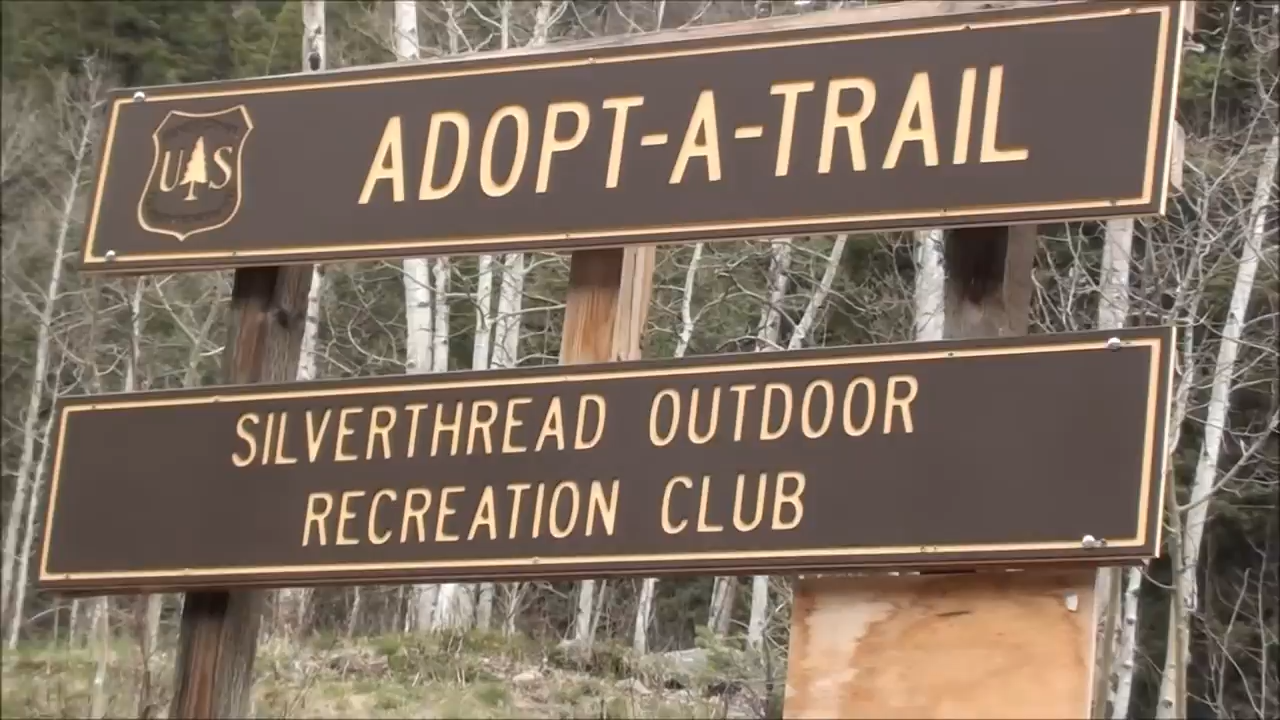 US
ADOPT-A-TRAIL
SILVERTHREAD OUTDOOR
RECREATION CLUB